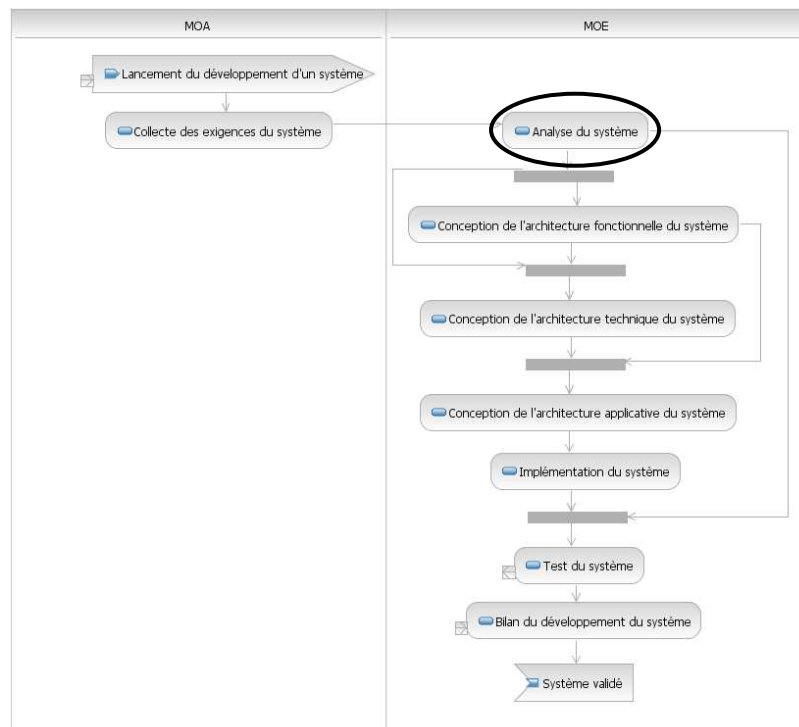 MOA
MOE
Lancement du développement d'un système
Collecte des exigences du système
Analyse du système
Conception de l'architecture fonctionnelle du système
Conception de l'architecture technique du système
Conception de l'architecture applicative du système
Implémentation du système
Test du système
Bilan du développement du système
Système validé